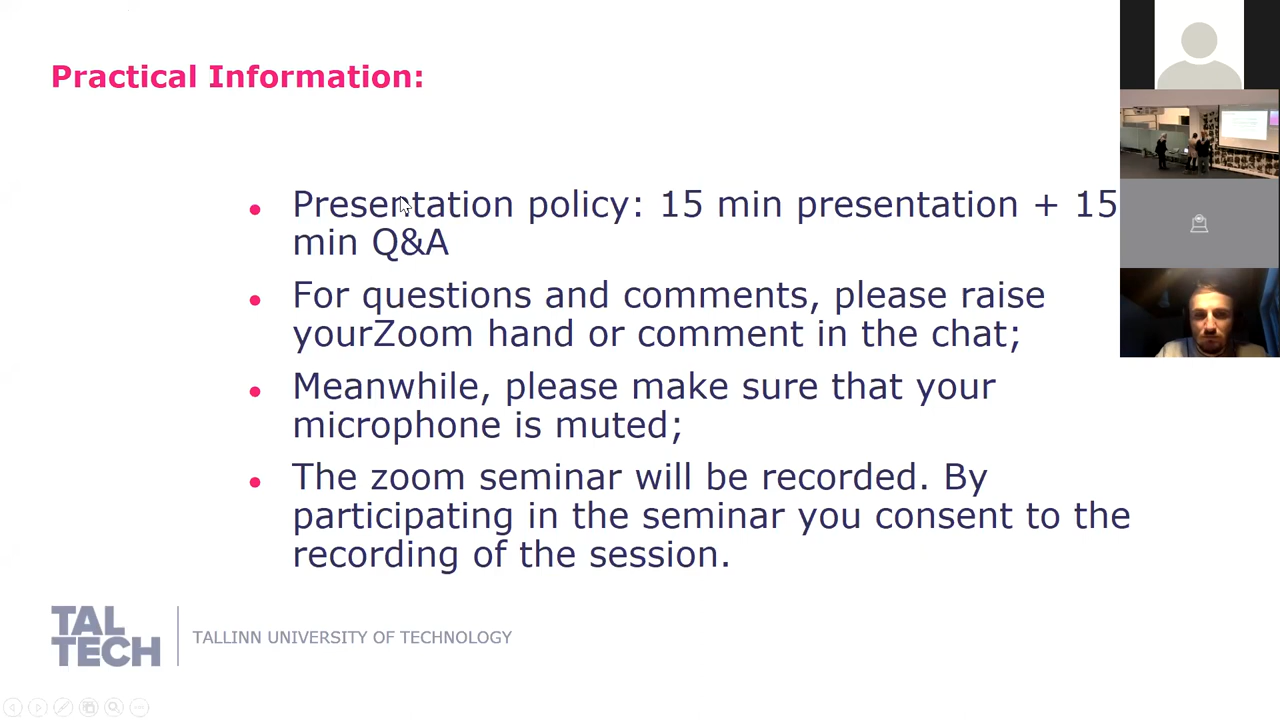 Practical Information:
Presentation policy: 15 min presentation + 15
min Q&A
For questions and comments, please raise
yourZoom hand or comment in the chat;
Meanwhile, please make sure that your
microphone is muted;
The zoom seminar will be recorded. By
participating in the seminar you consent to the
recording of the session.
TAL
TECH
TALLINN UNIVERSITY OF TECHNOLOGY